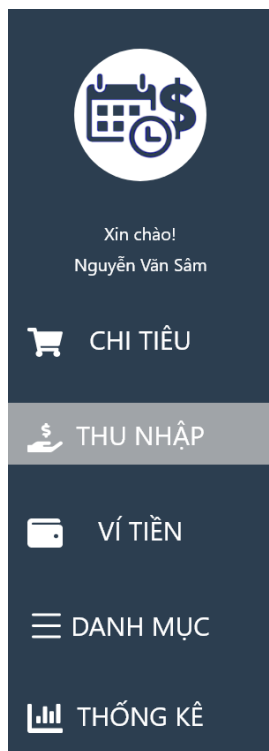 Xin chào!
Nguyễn Văn Sâm
CHI TIÊU
THU NHẬP
VÍ TIỀN
DANH MỤC
THỐNG KÊ